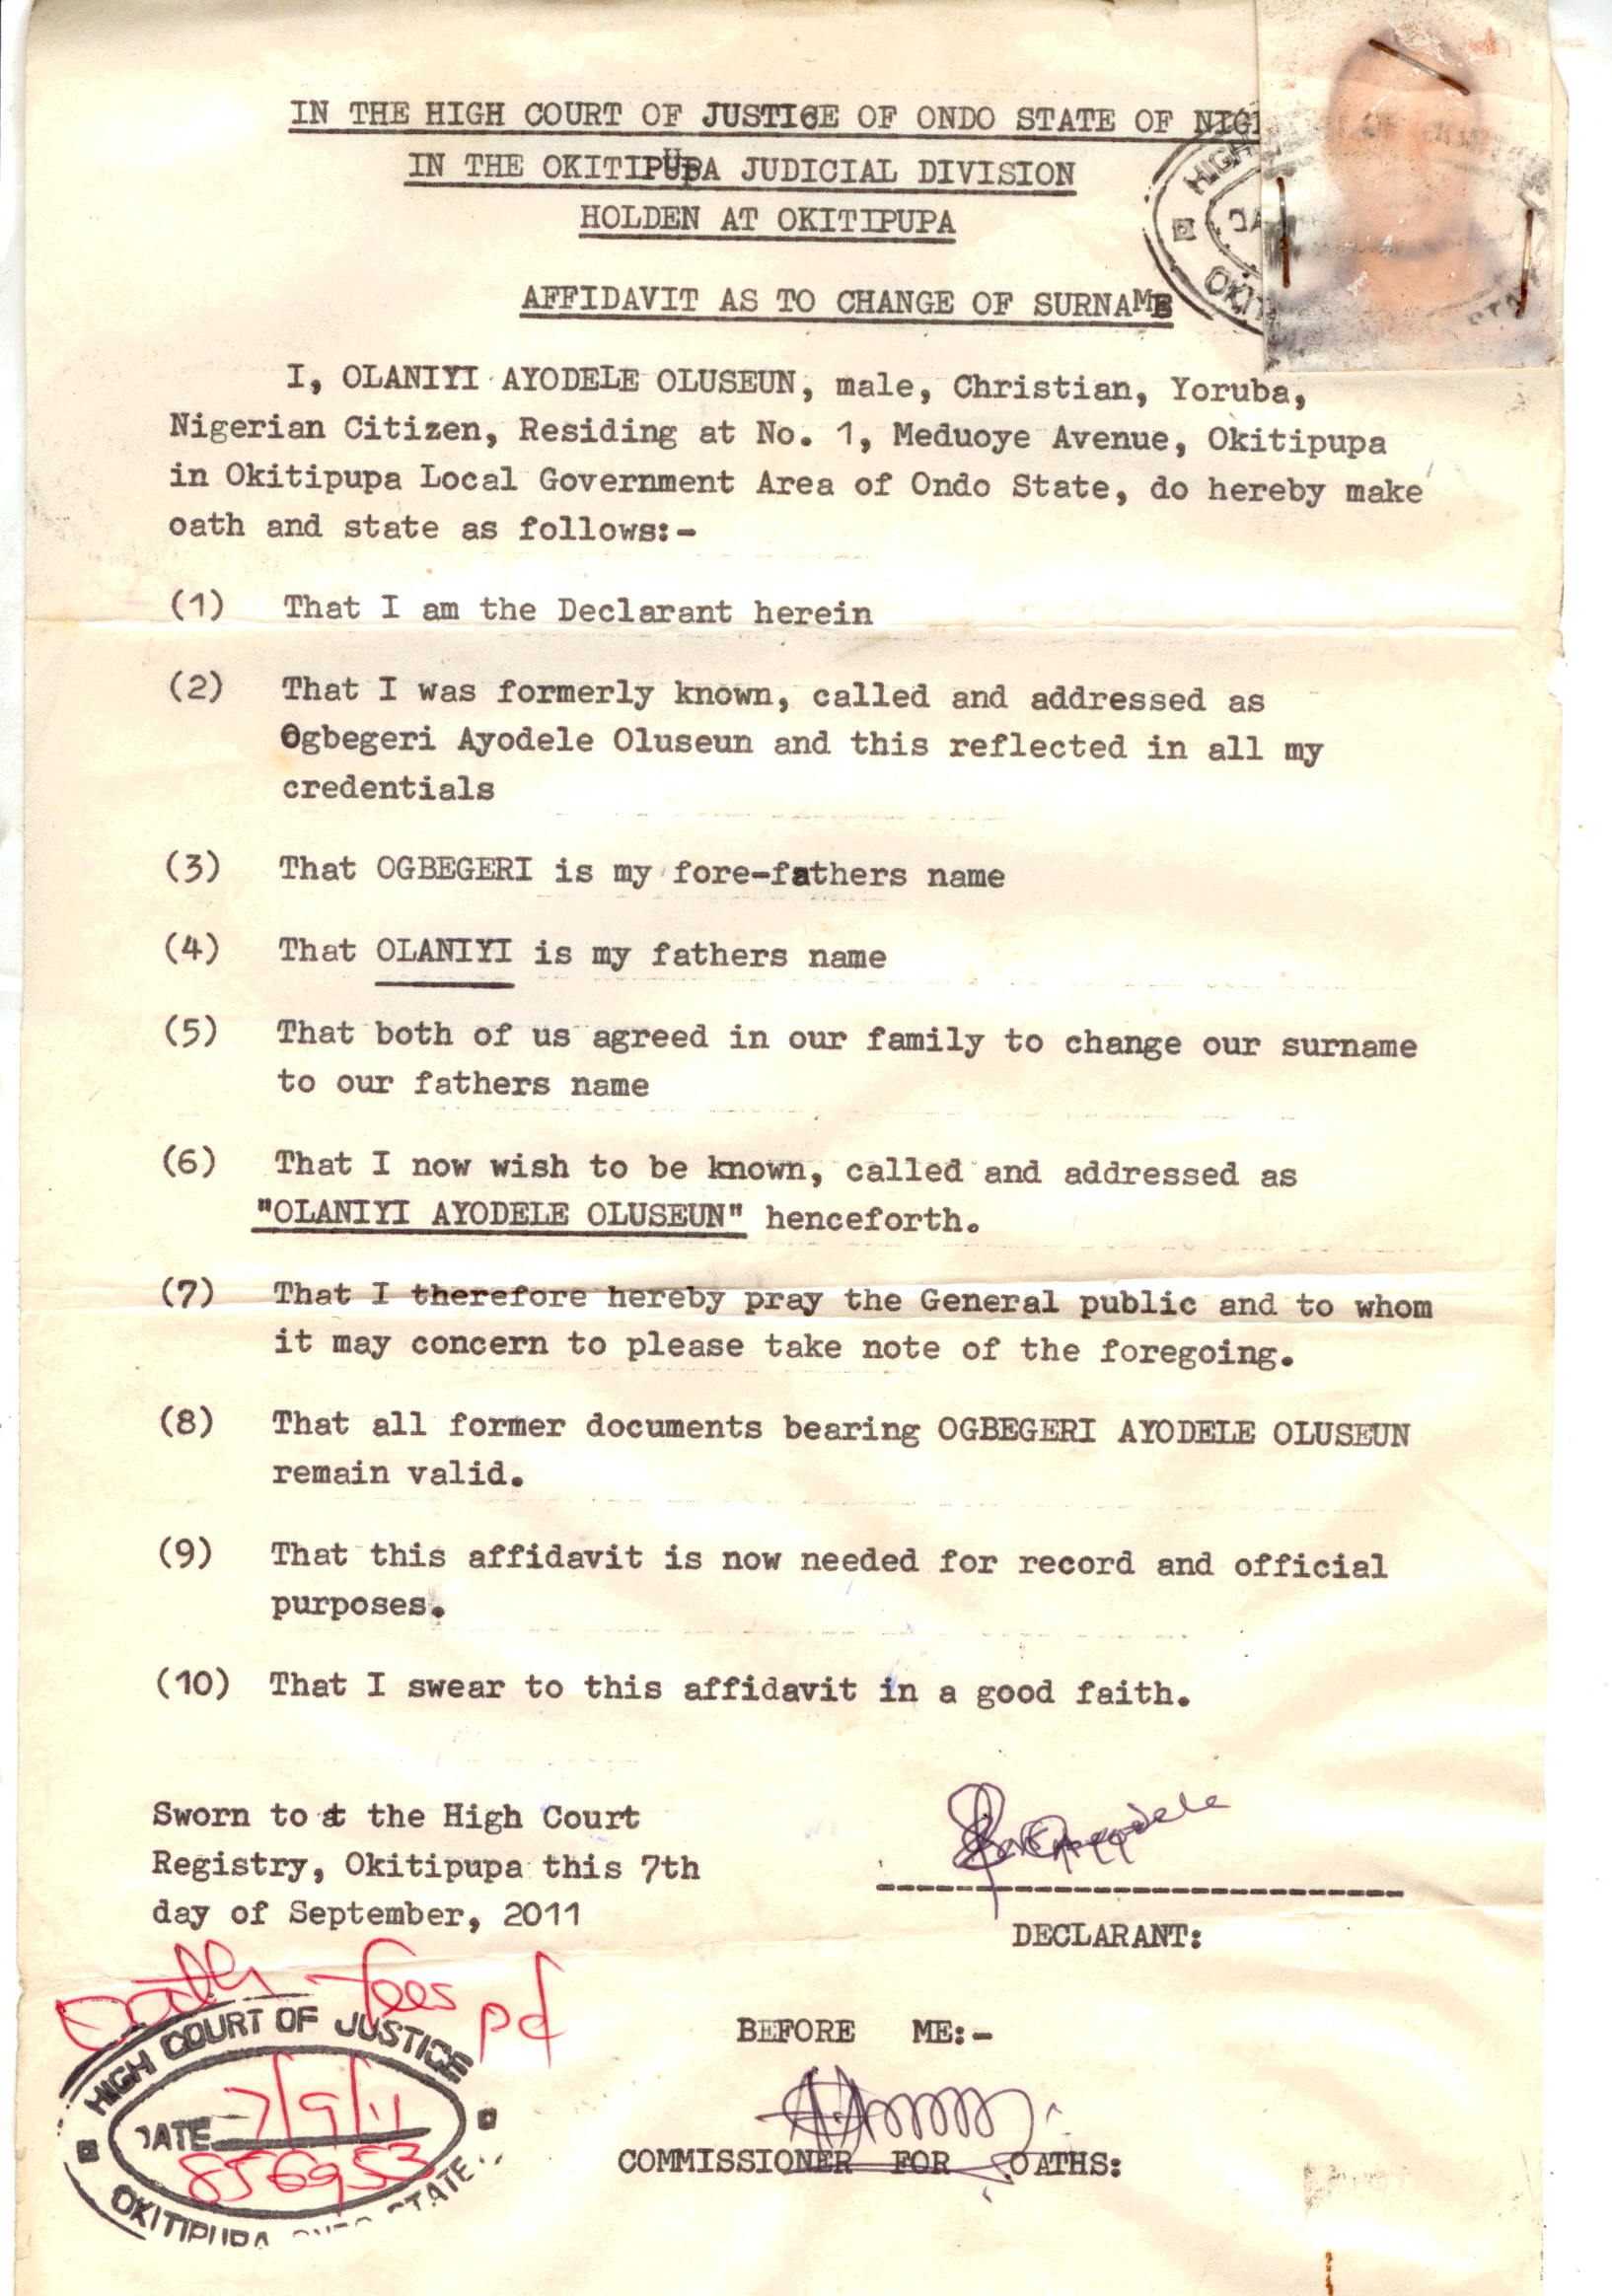 IN THE HIGH COURT OF JUSTICE OF ONDO STATE OF NIG
IN THE OKITIPUPA JUDICIAL DIVISION
HOLDEN AT OKITIPUPA
AFFIDAVIT AS TO CHANGE OF SURNAME
I, OLANIYI AYODELE OLUSEUN, male, Christian, Yoruba,
Nigerian Citizen, Residing at No. 1, Meduoye Avenue, Okitipupa
in Okitipupa Local Government Area of Ondo State, do hereby make
oath and state as follows:-
(1) That I am the Declarant herein
(2) That I was formerly known, called and addressed as
Ogbegeri Ayodele Oluseun and this reflected in all my
credentials
(3) That OGBEGERI is my fore-fathers name
(4) That OLANIYI is my fathers name
(5) That both of us agreed in our family to change our surname
to our fathers name
(6) That I now wish to be known, called and addressed as
"OLANIYI AYODELE OLUSEUN" henceforth.
(7) That I therefore hereby pray the General public and to whom
it may concern to please take note of the foregoing.
(8) That all former documents bearing OGBEGERI AYODELE OLUSEUN
remain valid.
(9) That this affidavit is now needed for record and official
purposes.
(10) That I swear to this affidavit in a good faith.
Sworn to at the High Court
Registry, Okitipupa this 7th
day of September, 2011
DECLARANT:
Oath fees pd
HIGH COURT OF JUSTICE
DATE 7/9/11
856953
OKITIPUPA STATE
BEFORE ME:-
COMMISSIONER FOR OATHS: